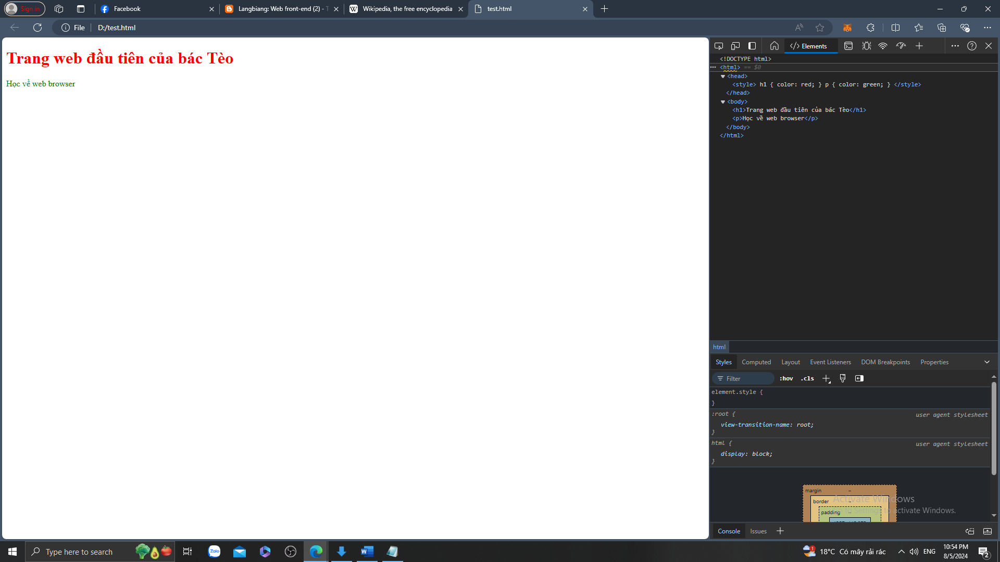 Sign in
Facebook
Langbiang: Web front-end (2) - T
Wikipedia, the free encyclopedia
test.html
File
D:/test.html
Trang web đầu tiên của bác Tèo
Học về web browser
Elements
<!DOCTYPE html>
<html> == $0
<head>
<style> h1 { color: red; } p { color: green; } </style>
</head>
<body>
<h1>Trang web đầu tiên của bác Tèo</h1>
<p>Học về web browser</p>
</body>
</html>
html
Styles Computed Layout Event Listeners DOM Breakpoints Properties
Filter :hov .cls
element.style {
}
:root { user agent stylesheet
view-transition-name: root;
}
html { user agent stylesheet
display: block;
}
margin –
border –
padding –
Activate Windows
Go to Settings to activate Windows.
Console Issues
Type here to search
Zalo
1
18°C Có mây rải rác
ENG
10:54 PM
8/5/2024
2